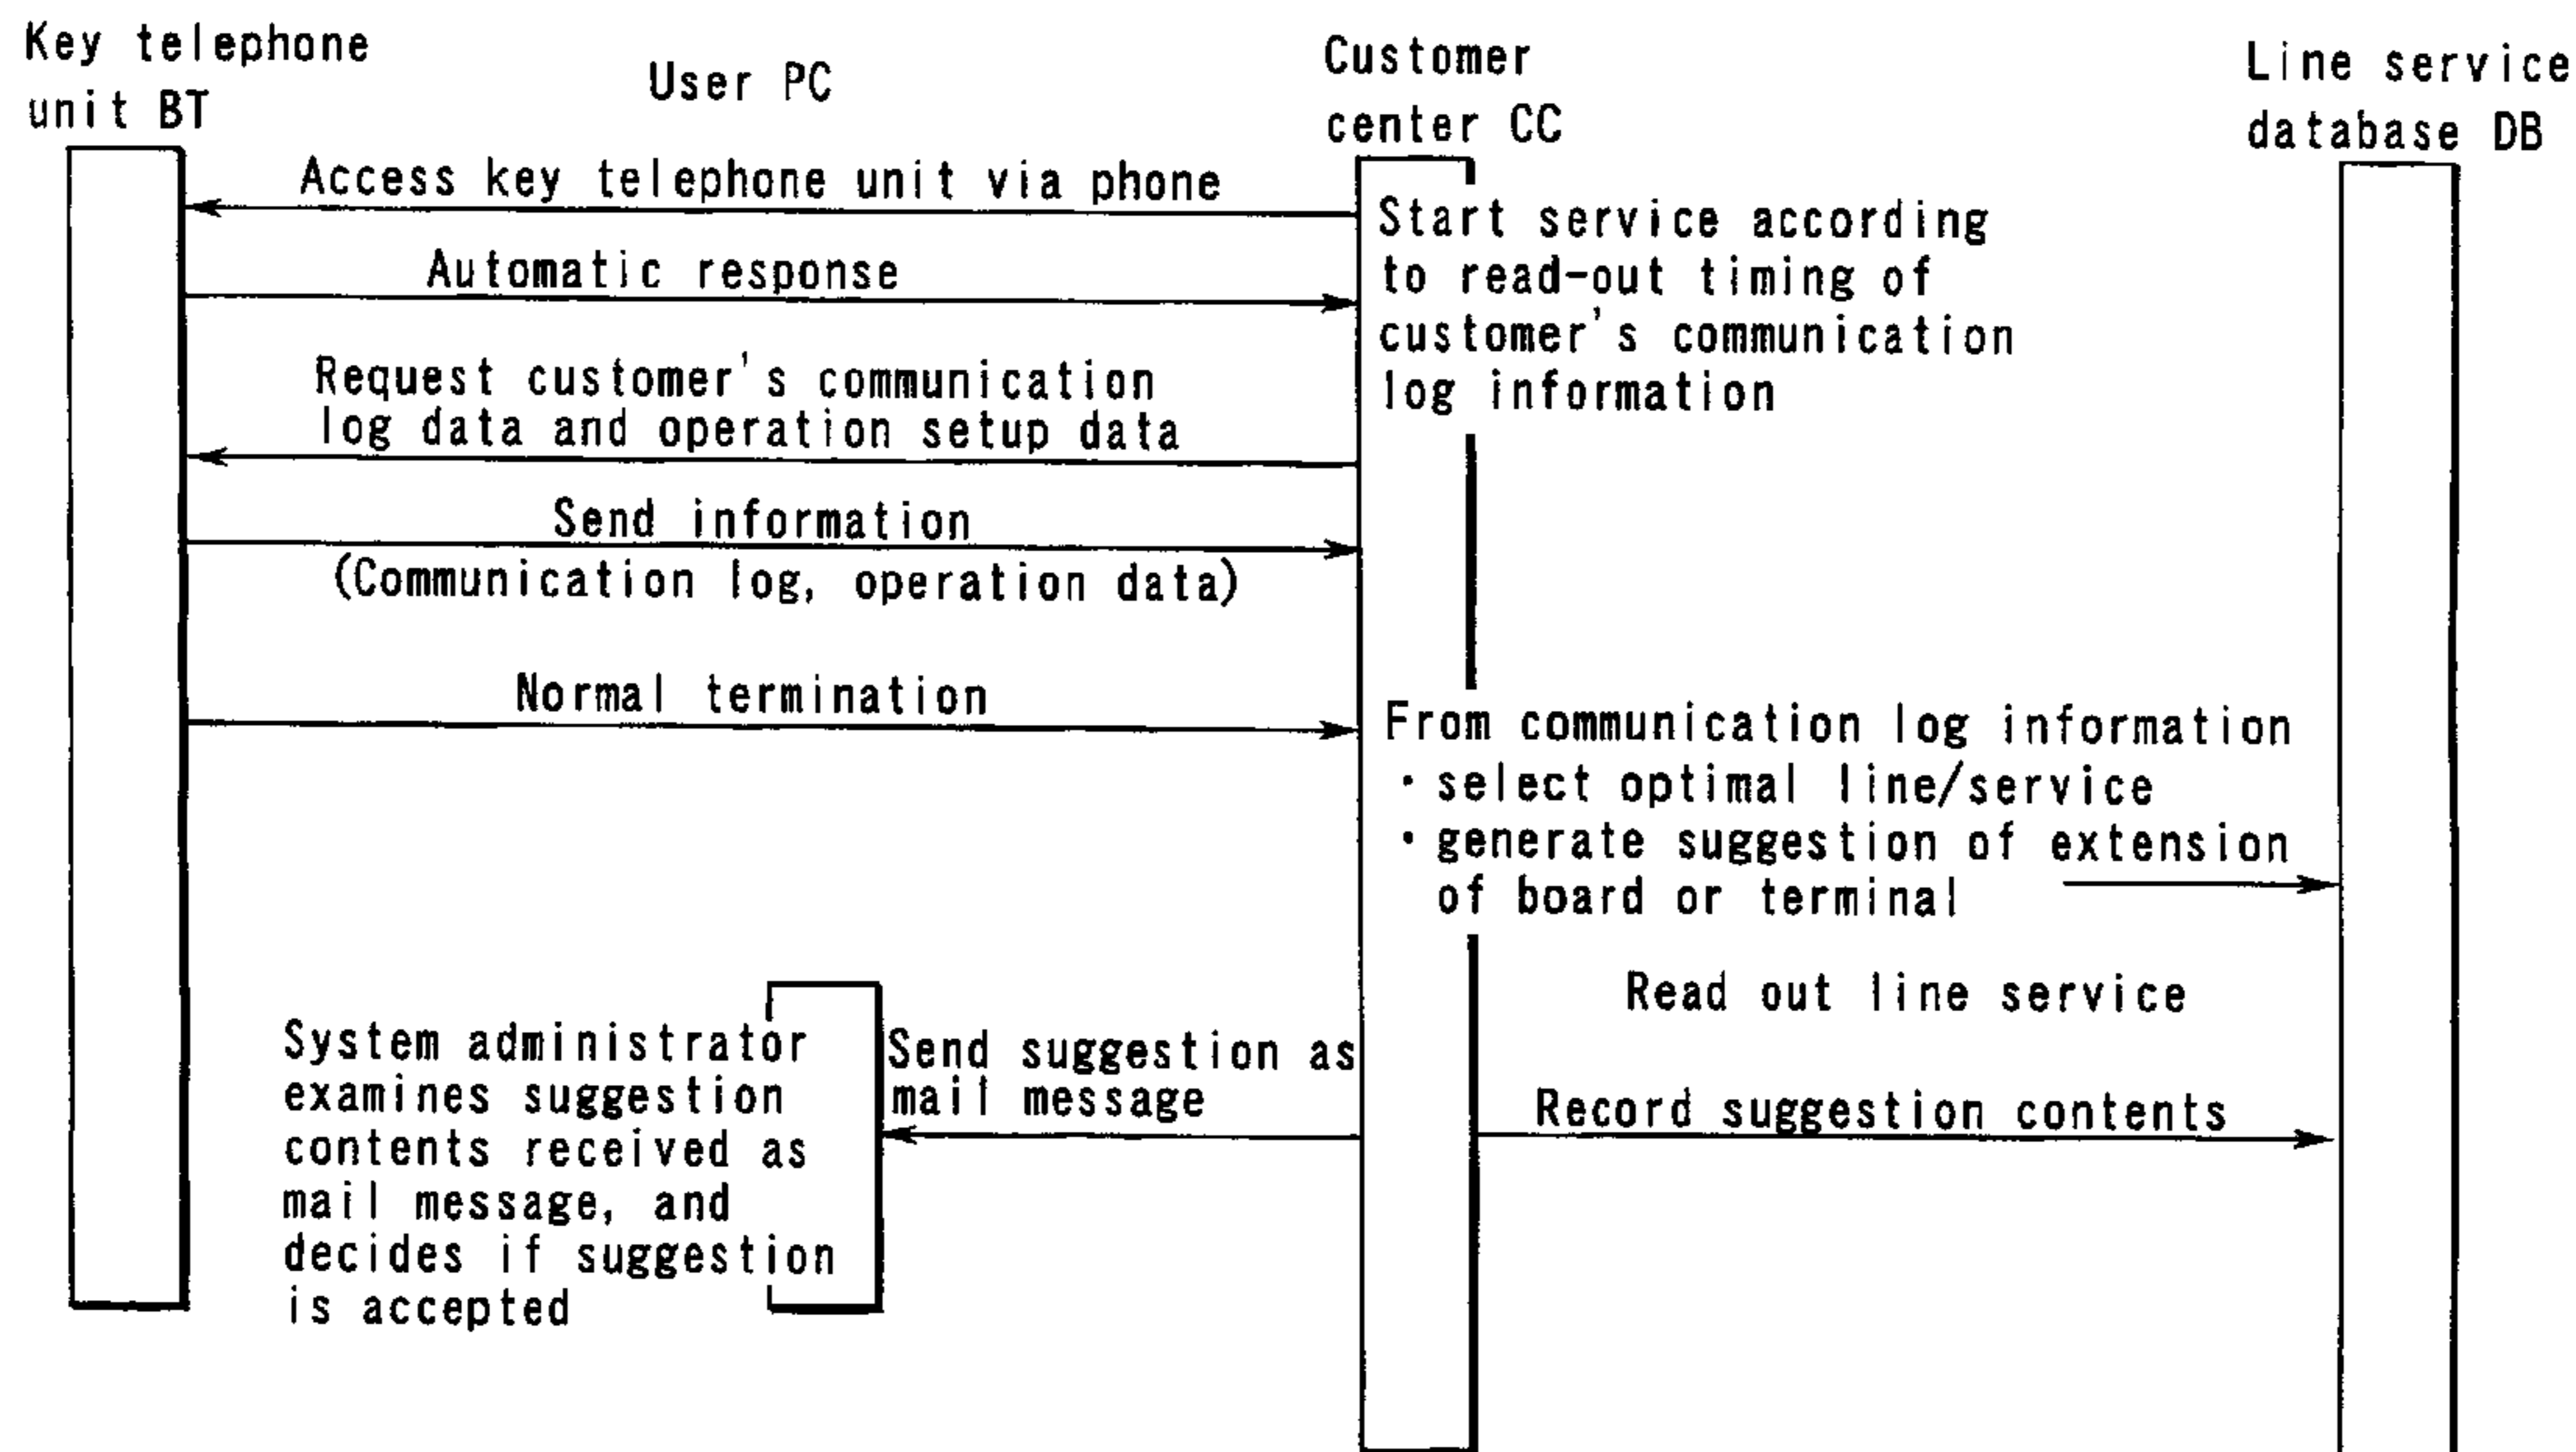 Key telephone
unit BT
User PC
Customer
center CC
Line service
database DB
Access key telephone unit via phone
Start service according
to read-out timing of
customer's communication
log information
Automatic response
Request customer's communication
log data and operation setup data
Send information
(Communication log, operation data)
Normal termination
From communication log information
・select optimal line/service
・generate suggestion of extension
of board or terminal
Read out line service
System administrator
examines suggestion
contents received as
mail message, and
decides if suggestion
is accepted
Send suggestion as
mail message
Record suggestion contents